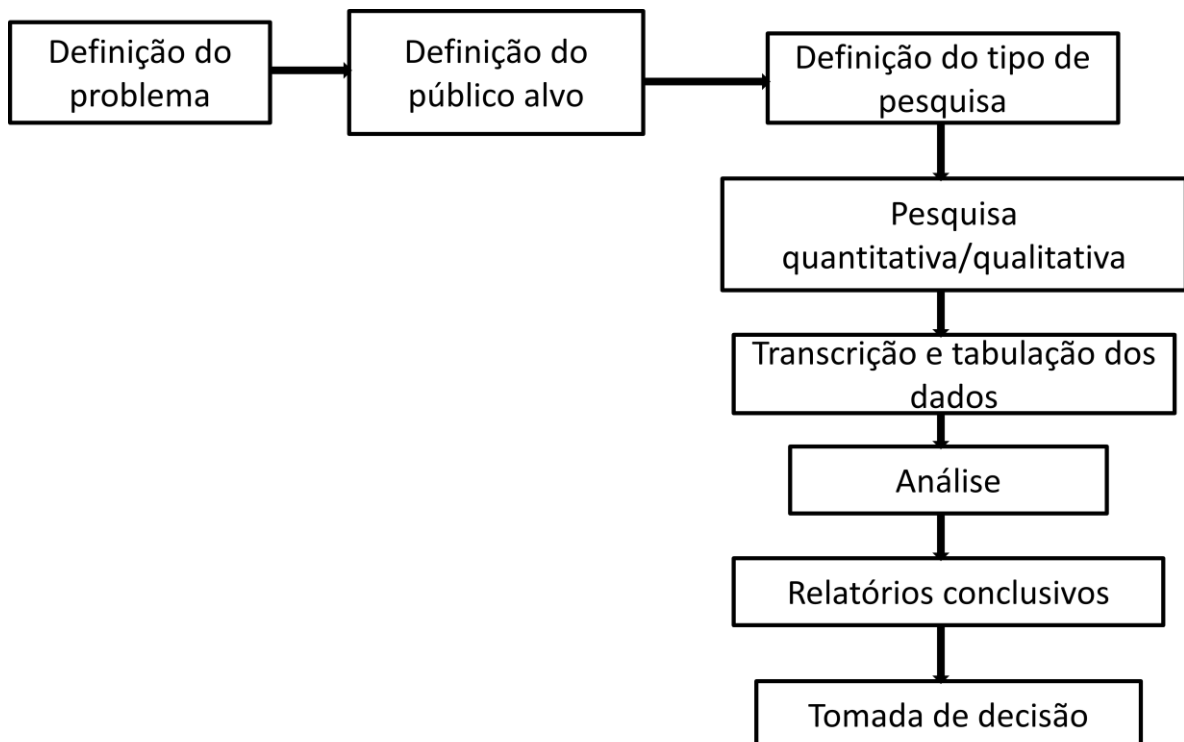 Definição do
problema
Definição do
público alvo
Definição do tipo de
pesquisa
Pesquisa
quantitativa/qualitativa
Transcrição e tabulação dos
dados
Análise
Relatórios conclusivos
Tomada de decisão